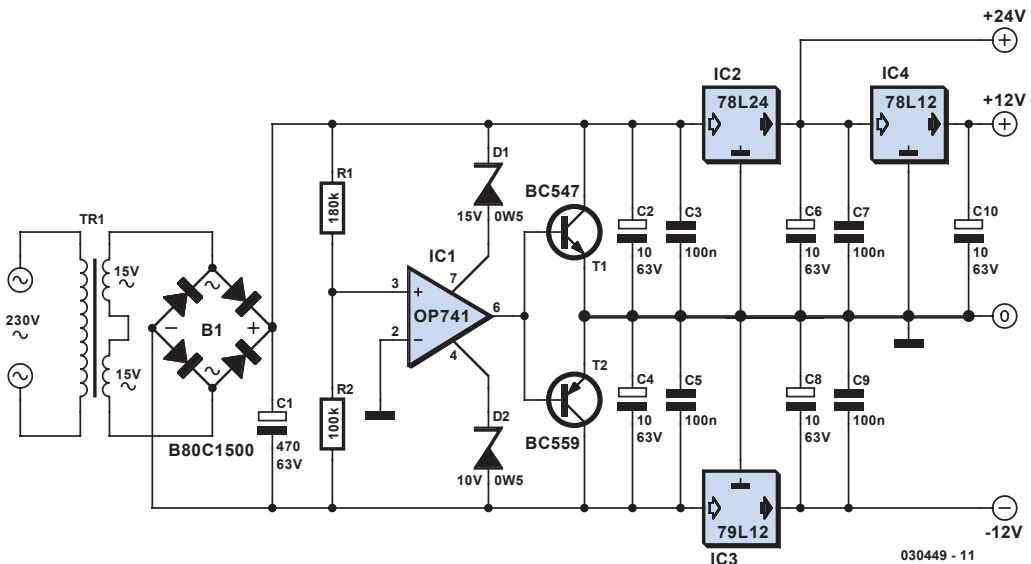 +24V
IC2
IC4
78L24
78L12
+12V
D1
15V 0W5
R1
180k
BC547
T1
C2
10
63V
C3
100n
C6
10
63V
C7
100n
C10
10
63V
TR1
15V
~
230V
~
~
~
15V
~
~
B1
– +
~
B80C1500
C1
470
63V
IC1
3
+
7
OP741
6
2
–
4
0
R2
100k
D2
10V 0W5
T2
BC559
C4
10
63V
C5
100n
C8
10
63V
C9
100n
79L12
IC3
-12V
030449 - 11